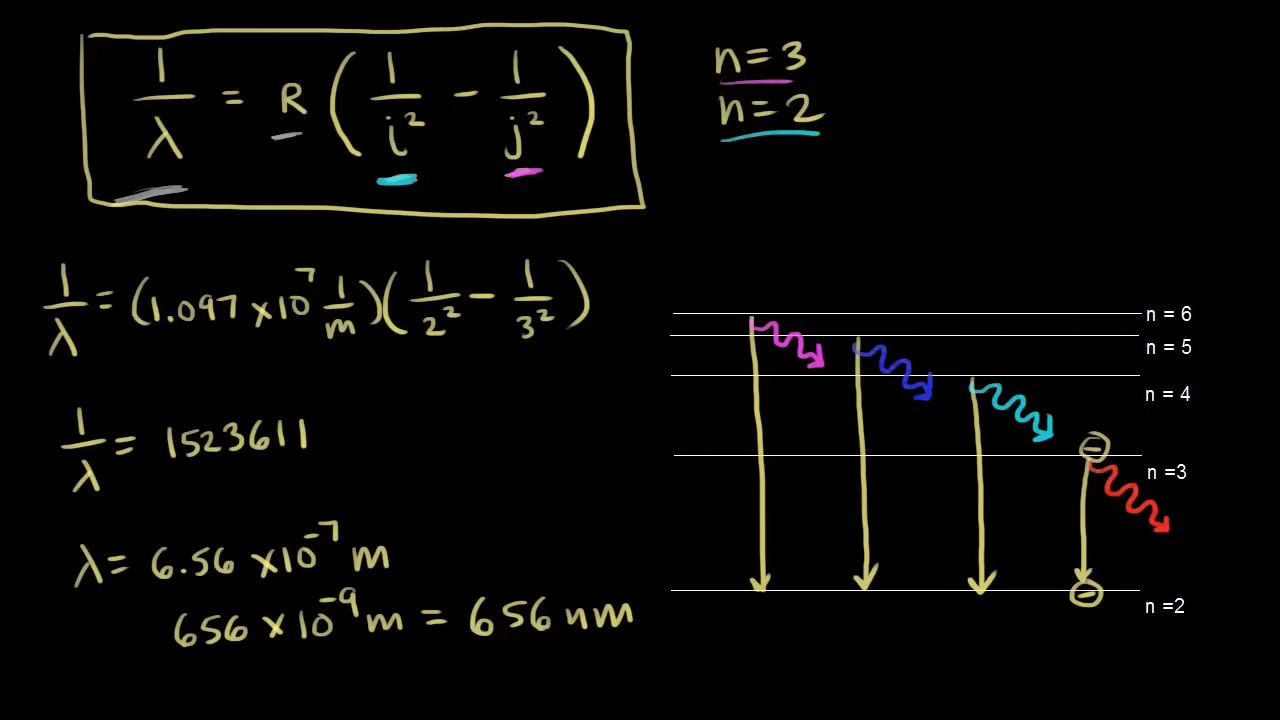 1/λ = R (1/i² − 1/j²)
n = 3
n = 2
1/λ = (1.097 × 10⁷ 1/m)(1/2² − 1/3²)
1/λ = 1523611
λ = 6.56 × 10⁻⁷ m
656 × 10⁻⁹ m = 656 nm
n = 6
n = 5
n = 4
−
n =3
−
n =2